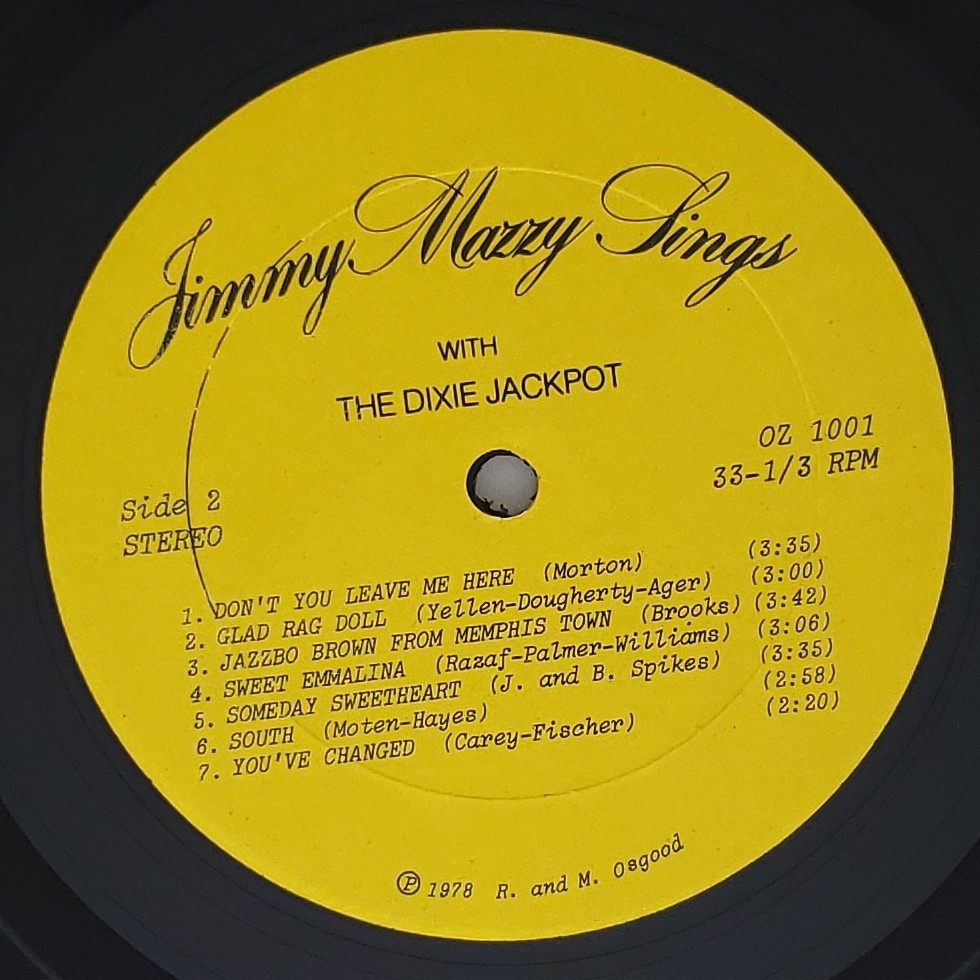 Jimmy Mazzy Sings
WITH
THE DIXIE JACKPOT
OZ 1001
33-1/3 RPM
Side 2
STEREO
1. DON'T YOU LEAVE ME HERE (Morton) (3:35)
2. GLAD RAG DOLL (Yellen-Dougherty-Ager) (3:00)
3. JAZZBO BROWN FROM MEMPHIS TOWN (Brooks) (3:42)
4. SWEET EMMALINA (Razaf-Palmer-Williams) (3:06)
5. SOMEDAY SWEETHEART (J. and B. Spikes) (3:35)
6. SOUTH (Moten-Hayes) (2:58)
7. YOU'VE CHANGED (Carey-Fischer) (2:20)
℗ 1978 R. and M. Osgood